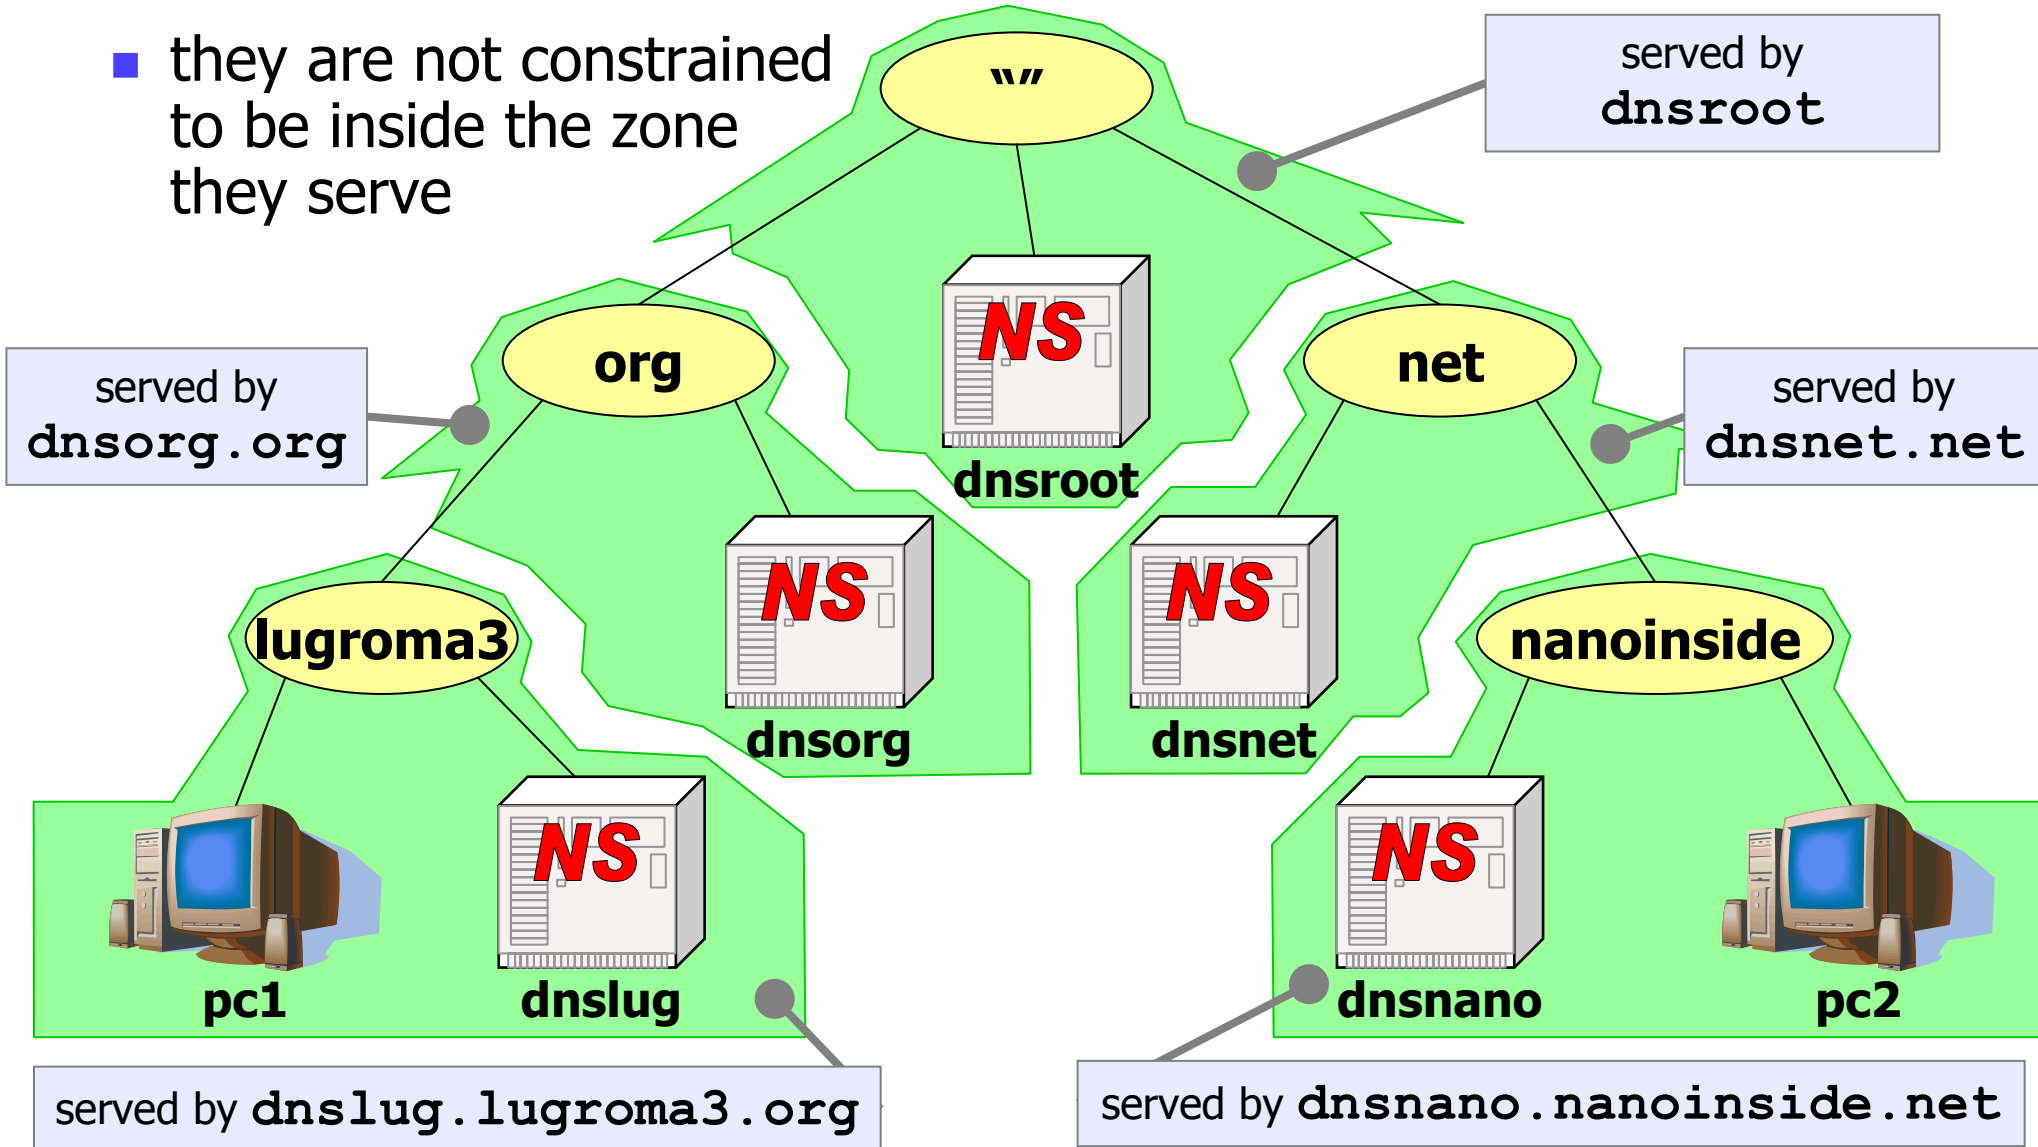 they are not constrained
to be inside the zone
they serve
“”
served by
dnsroot
NS
dnsroot
org
net
served by
dnsorg.org
served by
dnsnet.net
NS
dnsorg
NS
dnsnet
lugroma3
nanoinside
pc1
NS
dnslug
NS
dnsnano
pc2
served by dnslug.lugroma3.org
served by dnsnano.nanoinside.net